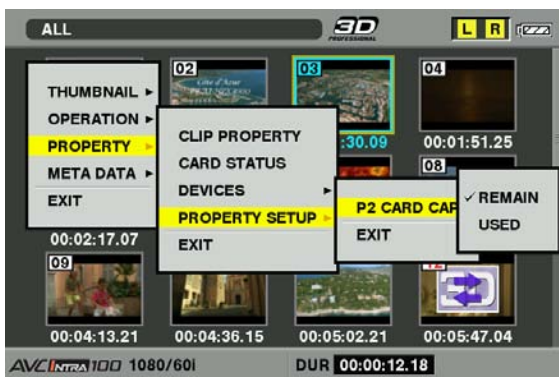 ALL
3D
PROFESSIONAL
L R
02
03
04
THUMBNAIL
OPERATION
PROPERTY
META DATA
EXIT
CLIP PROPERTY
CARD STATUS
DEVICES
PROPERTY SETUP
EXIT
P2 CARD CAP
EXIT
REMAIN
USED
:30.09
00:01:51.25
08
00:02:17.07
09
12
00:04:13.21
00:04:36.15
00:05:02.21
00:05:47.04
AVC INTRA 100 1080/60i
DUR 00:00:12.18